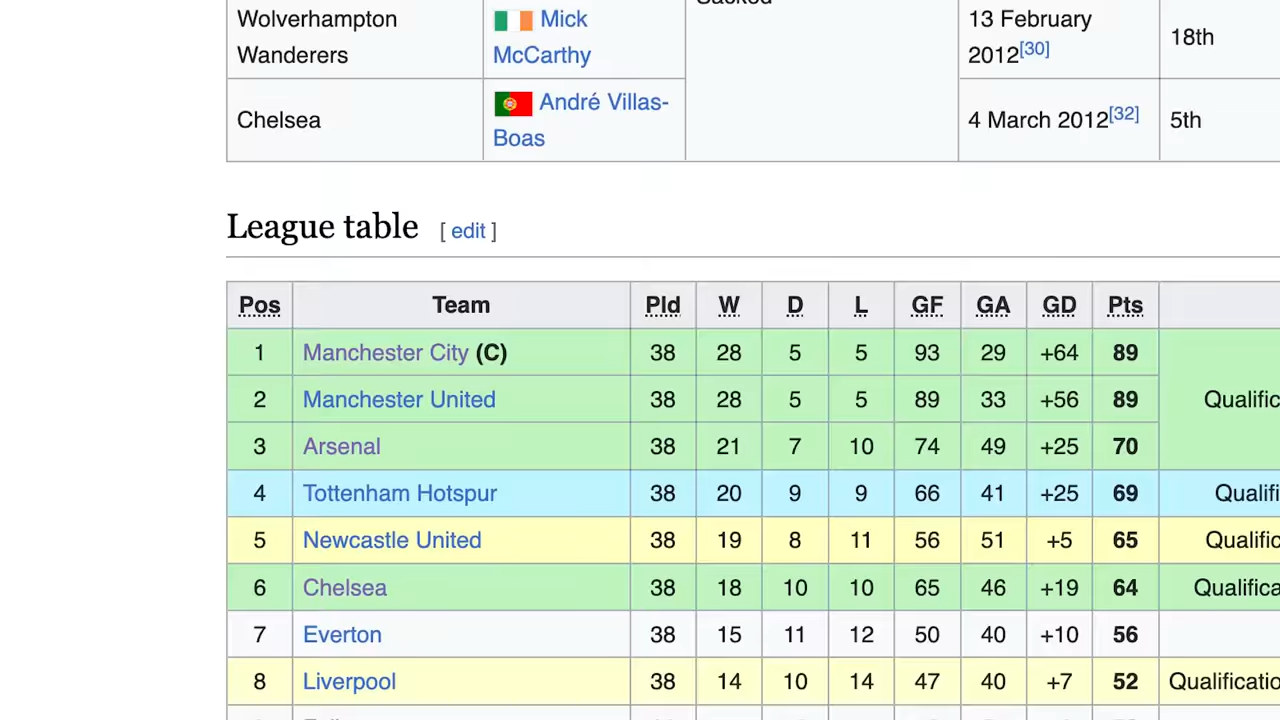 Wolverhampton Wanderers Mick McCarthy 13 February 2012[30] 18th
Chelsea André Villas-Boas 4 March 2012[32] 5th
League table [ edit ]
Pos Team Pld W D L GF GA GD Pts
1 Manchester City (C) 38 28 5 5 93 29 +64 89
2 Manchester United 38 28 5 5 89 33 +56 89 Qualific
3 Arsenal 38 21 7 10 74 49 +25 70
4 Tottenham Hotspur 38 20 9 9 66 41 +25 69 Qualifi
5 Newcastle United 38 19 8 11 56 51 +5 65 Qualific
6 Chelsea 38 18 10 10 65 46 +19 64 Qualifica
7 Everton 38 15 11 12 50 40 +10 56
8 Liverpool 38 14 10 14 47 40 +7 52 Qualificatio